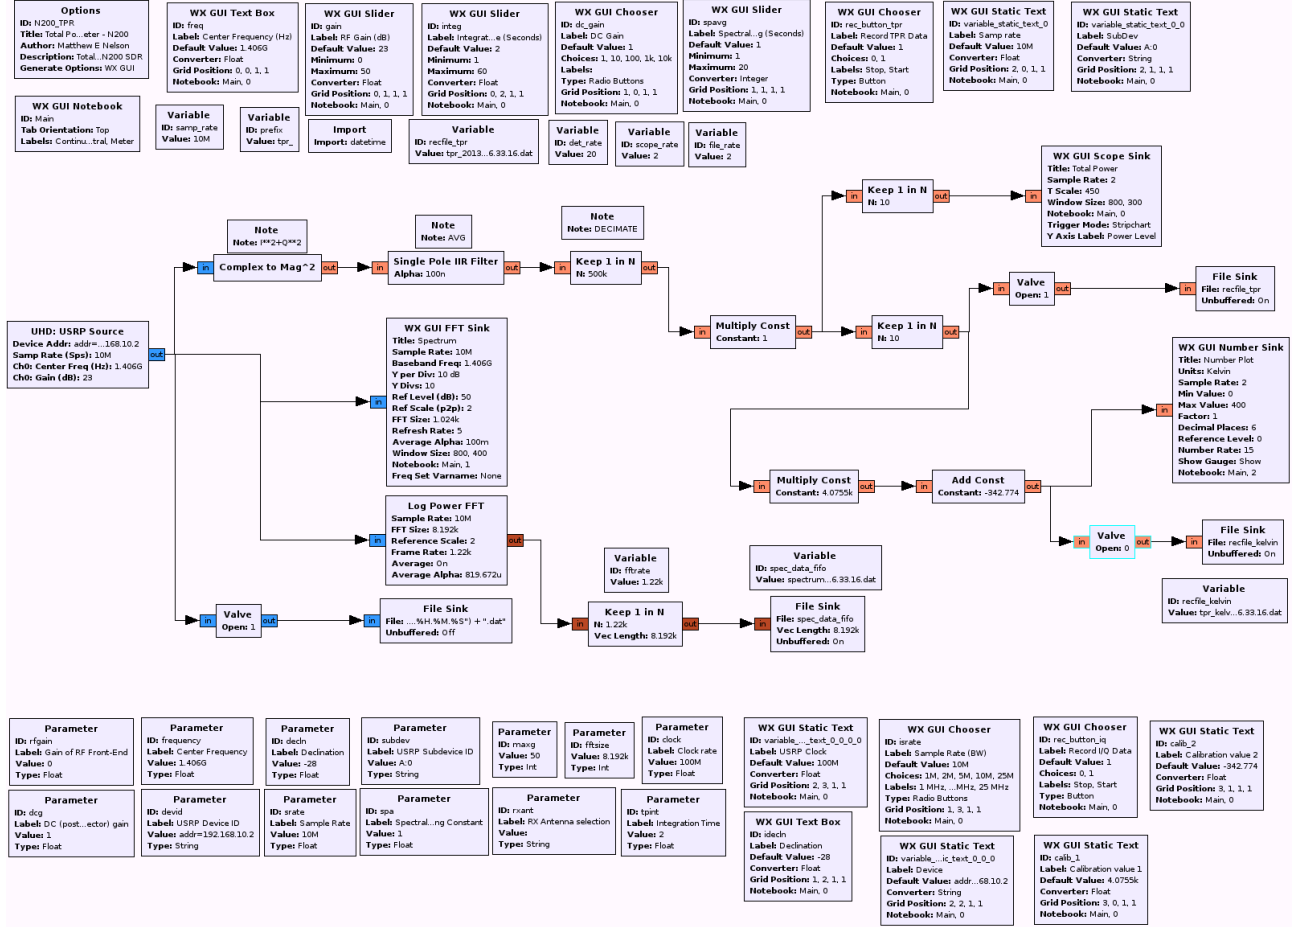 Options
ID: N200_TPR
Title: Total Po...eter - N200
Author: Matthew E Nelson
Description: Total...N200 SDR
Generate Options: WX GUI
WX GUI Text Box
ID: freq
Label: Center Frequency (Hz)
Default Value: 1.406G
Converter: Float
Grid Position: 0, 0, 1, 1
Notebook: Main, 0
WX GUI Slider
ID: gain
Label: RF Gain (dB)
Default Value: 23
Minimum: 0
Maximum: 50
Converter: Float
Grid Position: 0, 1, 1, 1
Notebook: Main, 0
WX GUI Slider
ID: integ
Label: Integrat...e (Seconds)
Default Value: 2
Minimum: 1
Maximum: 60
Converter: Float
Grid Position: 0, 2, 1, 1
Notebook: Main, 0
WX GUI Chooser
ID: dc_gain
Label: DC Gain
Default Value: 1
Choices: 1, 10, 100, 1k, 10k
Labels:
Type: Radio Buttons
Grid Position: 1, 0, 1, 1
Notebook: Main, 0
WX GUI Slider
ID: spavg
Label: Spectral...g (Seconds)
Default Value: 1
Minimum: 1
Maximum: 20
Converter: Integer
Grid Position: 1, 1, 1, 1
Notebook: Main, 0
WX GUI Chooser
ID: rec_button_tpr
Label: Record TPR Data
Default Value: 1
Choices: 0, 1
Labels: Stop, Start
Type: Button
Notebook: Main, 0
WX GUI Static Text
ID: variable_static_text_0
Label: Samp rate
Default Value: 10M
Converter: Float
Grid Position: 2, 0, 1, 1
Notebook: Main, 0
WX GUI Static Text
ID: variable_static_text_0_0
Label: SubDev
Default Value: A:0
Converter: String
Grid Position: 2, 1, 1, 1
Notebook: Main, 0
WX GUI Notebook
ID: Main
Tab Orientation: Top
Labels: Continu...tral, Meter
Variable
ID: samp_rate
Value: 10M
Variable
ID: prefix
Value: tpr_
Import
Import: datetime
Variable
ID: recfile_tpr
Value: tpr_2013...6.33.16.dat
Variable
ID: det_rate
Value: 20
Variable
ID: scope_rate
Value: 2
Variable
ID: file_rate
Value: 2
WX GUI Scope Sink
Title: Total Power
Sample Rate: 2
T Scale: 450
Window Size: 800, 300
Notebook: Main, 0
Trigger Mode: Stripchart
Y Axis Label: Power Level
in
in Keep 1 in N out
N: 10
Note
Note: I**2+Q**2
Note
Note: AVG
Note
Note: DECIMATE
in Complex to Mag^2 out
in Single Pole IIR Filter out
Alpha: 100n
in Keep 1 in N out
N: 500k
in Valve out
Open: 1
in File Sink
File: recfile_tpr
Unbuffered: On
UHD: USRP Source
Device Addr: addr=...168.10.2
Samp Rate (Sps): 10M
Ch0: Center Freq (Hz): 1.406G
Ch0: Gain (dB): 23
out
in Multiply Const out
Constant: 1
in Keep 1 in N out
N: 10
WX GUI FFT Sink
Title: Spectrum
Sample Rate: 10M
Baseband Freq: 1.406G
Y per Div: 10 dB
Y Divs: 10
Ref Level (dB): 50
Ref Scale (p2p): 2
FFT Size: 1.024k
Refresh Rate: 5
Average Alpha: 100m
Window Size: 800, 400
Notebook: Main, 1
Freq Set Varname: None
in
WX GUI Number Sink
Title: Number Plot
Units: Kelvin
Sample Rate: 2
Min Value: 0
Max Value: 400
Factor: 1
Decimal Places: 6
Reference Level: 0
Number Rate: 15
Show Gauge: Show
Notebook: Main, 2
in
in Multiply Const out
Constant: 4.0755k
in Add Const out
Constant: -342.774
Log Power FFT
Sample Rate: 10M
FFT Size: 8.192k
Reference Scale: 2
Frame Rate: 1.22k
Average: On
Average Alpha: 819.672u
in
out
in Valve out
Open: 0
in File Sink
File: recfile_kelvin
Unbuffered: On
Variable
ID: fftrate
Value: 1.22k
Variable
ID: spec_data_fifo
Value: spectrum...6.33.16.dat
Variable
ID: recfile_kelvin
Value: tpr_kelv...6.33.16.dat
in Valve out
Open: 1
in File Sink
File: ....%H.%M.%S") + ".dat"
Unbuffered: Off
in Keep 1 in N out
N: 1.22k
Vec Length: 8.192k
in File Sink
File: spec_data_fifo
Vec Length: 8.192k
Unbuffered: On
Parameter
ID: rfgain
Label: Gain of RF Front-End
Value: 0
Type: Float
Parameter
ID: frequency
Label: Center Frequency
Value: 1.406G
Type: Float
Parameter
ID: decln
Label: Declination
Value: -28
Type: Float
Parameter
ID: subdev
Label: USRP Subdevice ID
Value: A:0
Type: String
Parameter
ID: maxg
Value: 50
Type: Int
Parameter
ID: fftsize
Value: 8.192k
Type: Int
Parameter
ID: clock
Label: Clock rate
Value: 100M
Type: Float
WX GUI Static Text
ID: variable_..._text_0_0_0_0
Label: USRP Clock
Default Value: 100M
Converter: Float
Grid Position: 2, 3, 1, 1
Notebook: Main, 0
WX GUI Chooser
ID: israte
Label: Sample Rate (BW)
Default Value: 10M
Choices: 1M, 2M, 5M, 10M, 25M
Labels: 1 MHz, ...MHz, 25 MHz
Type: Radio Buttons
Grid Position: 1, 3, 1, 1
Notebook: Main, 0
WX GUI Chooser
ID: rec_button_iq
Label: Record I/Q Data
Default Value: 1
Choices: 0, 1
Labels: Stop, Start
Type: Button
Notebook: Main, 0
WX GUI Static Text
ID: calib_2
Label: Calibration value 2
Default Value: -342.774
Converter: Float
Grid Position: 3, 1, 1, 1
Notebook: Main, 0
Parameter
ID: dcg
Label: DC (post...ector) gain
Value: 1
Type: Float
Parameter
ID: devid
Label: USRP Device ID
Value: addr=192.168.10.2
Type: String
Parameter
ID: srate
Label: Sample Rate
Value: 10M
Type: Float
Parameter
ID: spa
Label: Spectral...ng Constant
Value: 1
Type: Float
Parameter
ID: rxant
Label: RX Antenna selection
Value:
Type: String
Parameter
ID: tpint
Label: Integration Time
Value: 2
Type: Float
WX GUI Text Box
ID: idecln
Label: Declination
Default Value: -28
Converter: Float
Grid Position: 1, 2, 1, 1
Notebook: Main, 0
WX GUI Static Text
ID: variable_...ic_text_0_0_0
Label: Device
Default Value: addr...68.10.2
Converter: String
Grid Position: 2, 2, 1, 1
Notebook: Main, 0
WX GUI Static Text
ID: calib_1
Label: Calibration value 1
Default Value: 4.0755k
Converter: Float
Grid Position: 3, 0, 1, 1
Notebook: Main, 0